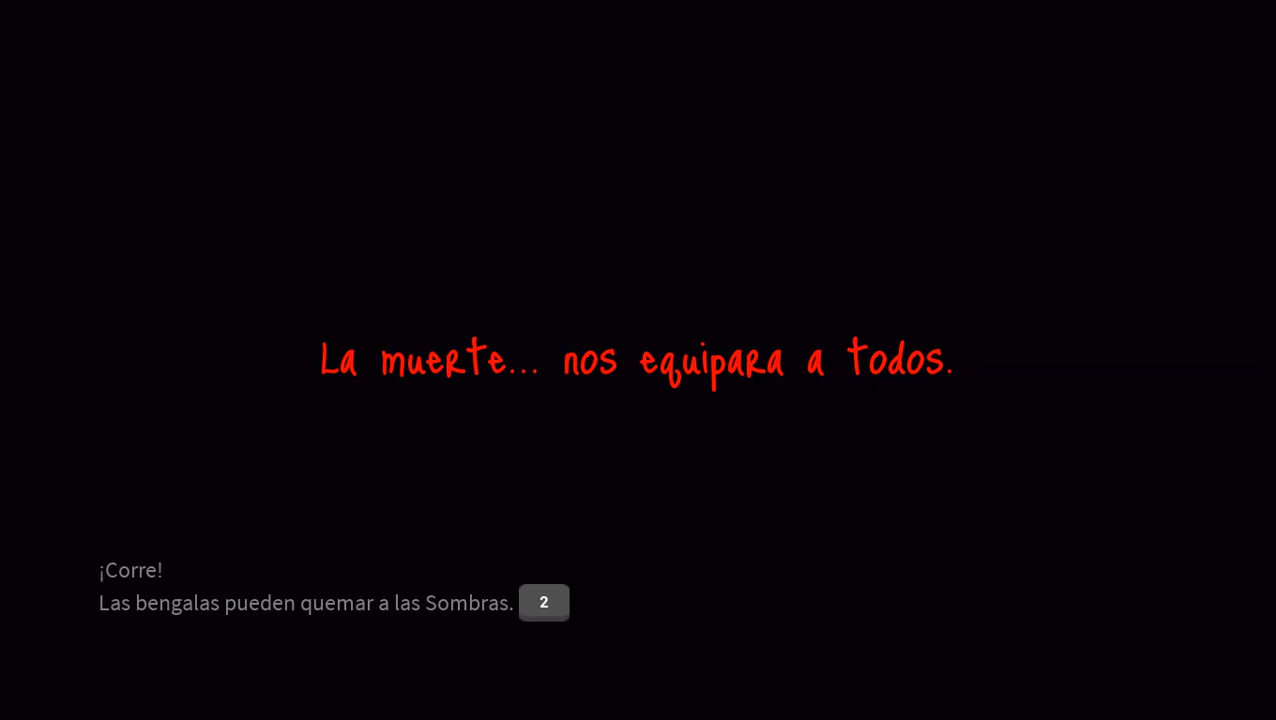 La muerte... nos equipara a todos.
¡Corre!
Las bengalas pueden quemar a las Sombras. 2